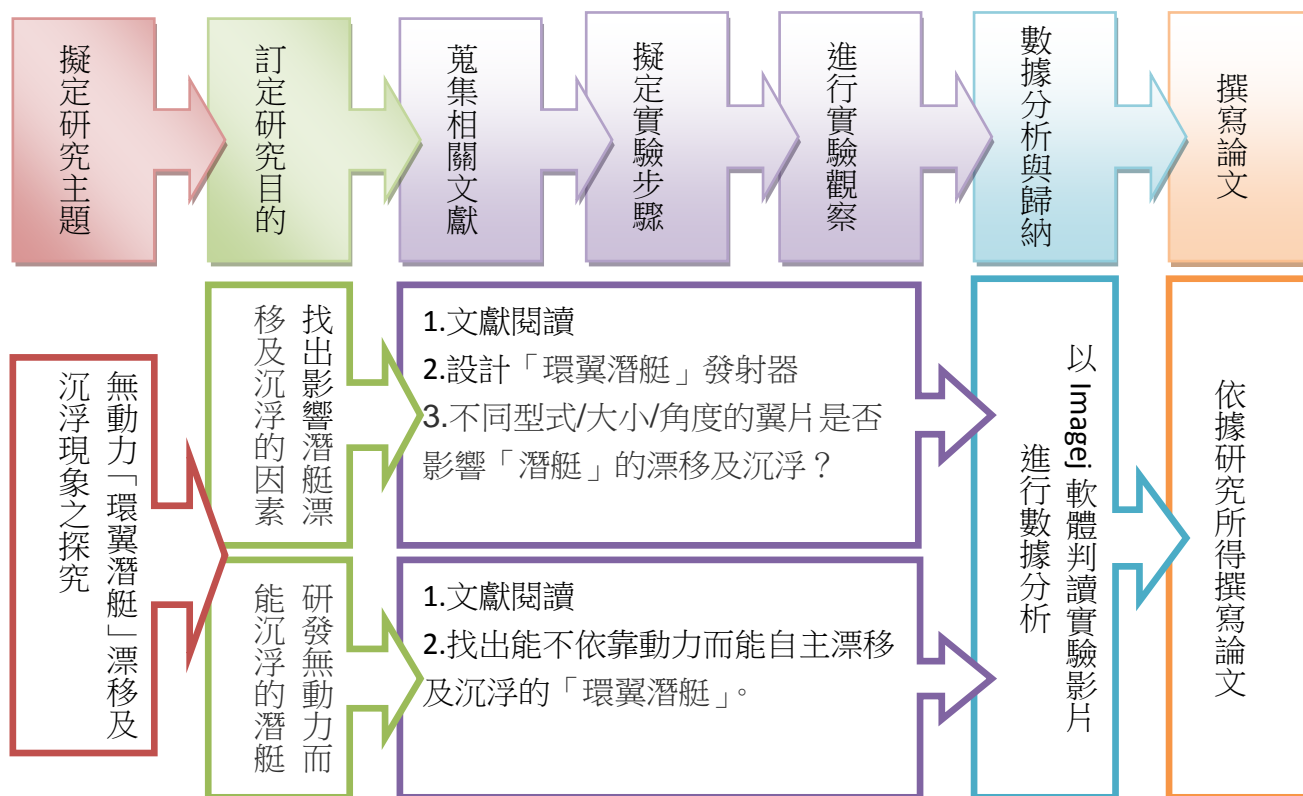 擬定研究主題
訂定研究目的
蒐集相關文獻
擬定實驗步驟
進行實驗觀察
數據分析與歸納
撰寫論文
無動力「環翼潛艇」漂移及
沉浮現象之探究
找出影響潛艇漂
移及沉浮的因素
1.文獻閱讀
2.設計「環翼潛艇」發射器
3.不同型式/大小/角度的翼片是否
影響「潛艇」的漂移及沉浮？
研發無動力而
能沉浮的潛艇
1.文獻閱讀
2.找出能不依靠動力而能自主漂移
及沉浮的「環翼潛艇」。
以 Imagej 軟體判讀實驗影片
進行數據分析
依據研究所得撰寫論文